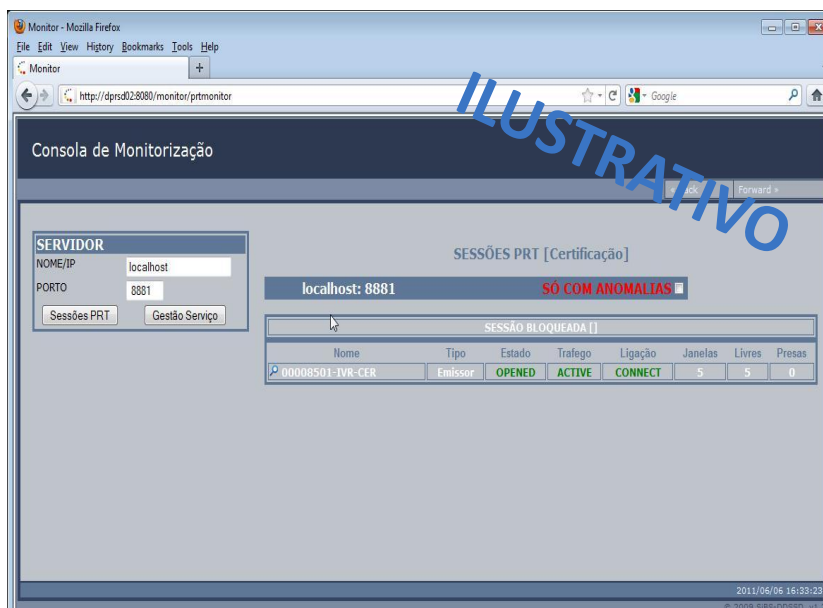 Monitor - Mozilla Firefox
File Edit View History Bookmarks Tools Help
Monitor +
http://dprsd02:8080/monitor/prtmonitor Google
ILUSTRATIVO
Consola de Monitorização
Forward »
SERVIDOR
NOME/IP localhost
PORTO 8881
Sessões PRT Gestão Serviço
SESSÕES PRT [Certificação]
localhost: 8881 SÓ COM ANOMALIAS
SESSÃO BLOQUEADA []
Nome Tipo Estado Trafego Ligação Janelas Livres Presas
00008501-IVR-CER Emissor OPENED ACTIVE CONNECT 5 5 0
2011/06/06 16:33:23